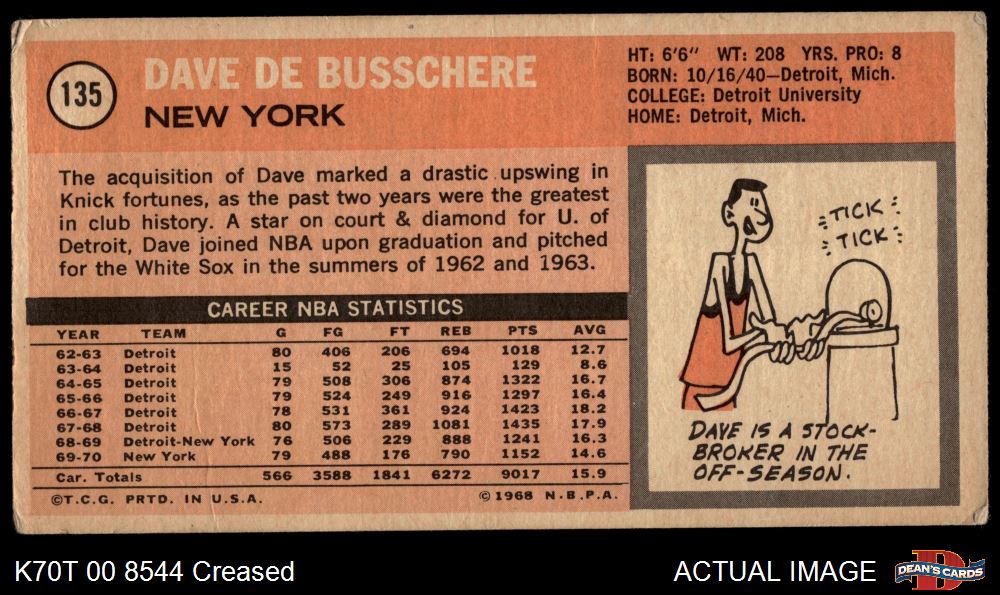 135
DAVE DE BUSSCHERE
NEW YORK
HT: 6'6" WT: 208 YRS. PRO: 8
BORN: 10/16/40—Detroit, Mich.
COLLEGE: Detroit University
HOME: Detroit, Mich.
The acquisition of Dave marked a drastic upswing in
Knick fortunes, as the past two years were the greatest
in club history. A star on court & diamond for U. of
Detroit, Dave joined NBA upon graduation and pitched
for the White Sox in the summers of 1962 and 1963.
CAREER NBA STATISTICS
YEAR TEAM G FG FT REB PTS AVG
62-63 Detroit 80 406 206 694 1018 12.7
63-64 Detroit 15 52 25 105 129 8.6
64-65 Detroit 79 508 306 874 1322 16.7
65-66 Detroit 79 524 249 916 1297 16.4
66-67 Detroit 78 531 361 924 1423 18.2
67-68 Detroit 80 573 289 1081 1435 17.9
68-69 Detroit-New York 76 506 229 888 1241 16.3
69-70 New York 79 488 176 790 1152 14.6
Car. Totals 566 3588 1841 6272 9017 15.9
©T.C.G. PRTD. IN U.S.A. ©1968 N.B.P.A.
TICK
TICK
DAVE IS A STOCK-
BROKER IN THE
OFF-SEASON.
K70T 00 8544 Creased
ACTUAL IMAGE
DEAN'S CARDS